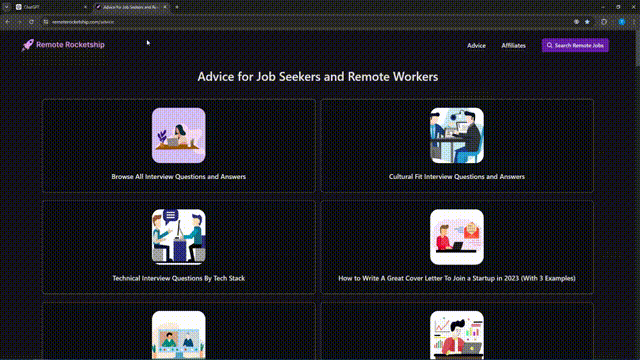 ChatGPT
Advice for Job Seekers and Re
remoterocketship.com/advice
Remote Rocketship
Advice
Affiliates
Search Remote Jobs
Advice for Job Seekers and Remote Workers
Browse All Interview Questions and Answers
Cultural Fit Interview Questions and Answers
Technical Interview Questions By Tech Stack
How to Write A Great Cover Letter To Join a Startup in 2023 (With 3 Examples)